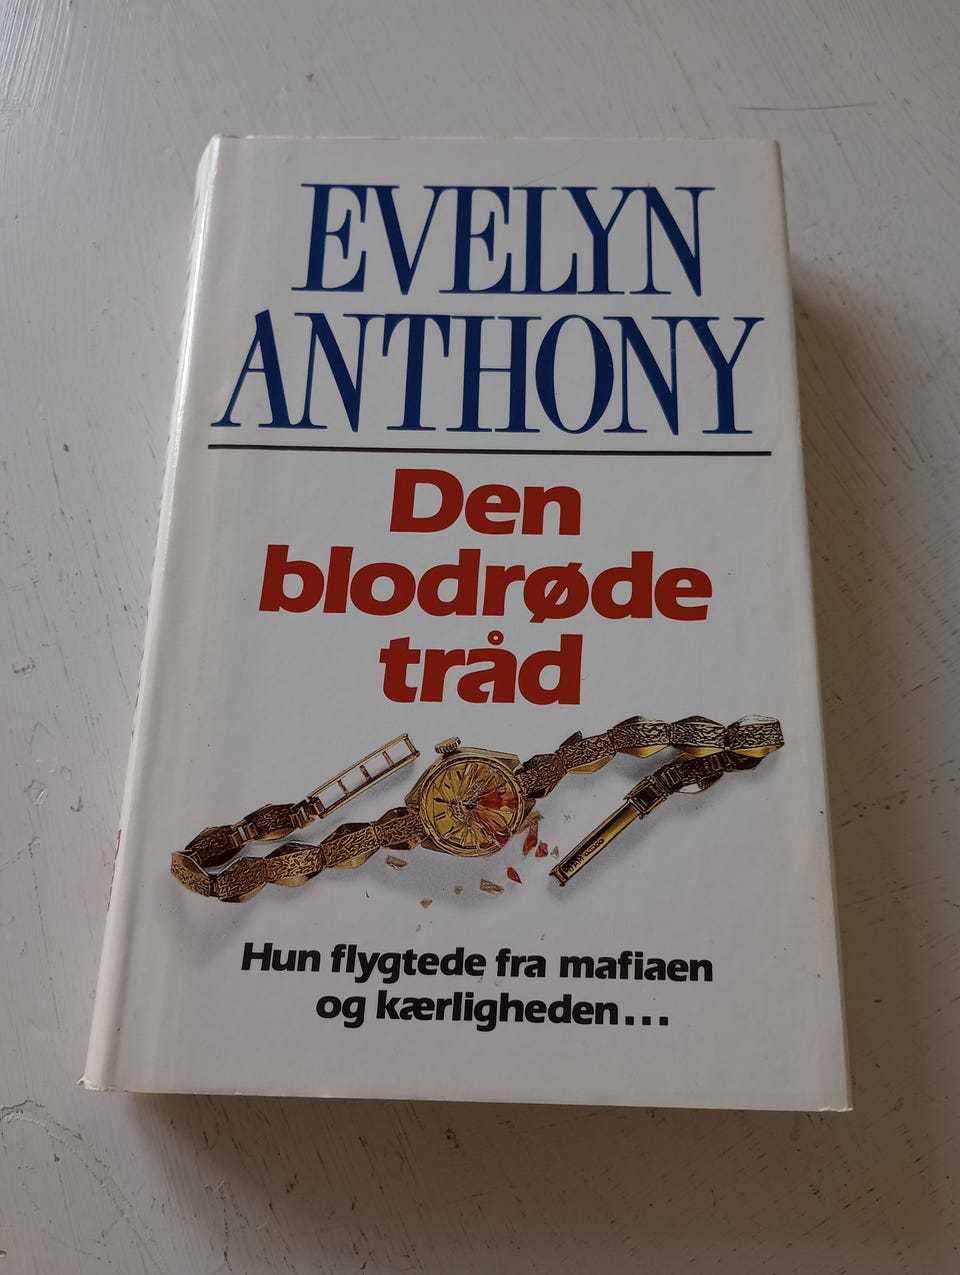 EVELYN
ANTHONY
Den
blodrøde
tråd
Hun flygtede fra mafiaen
og kærligheden...